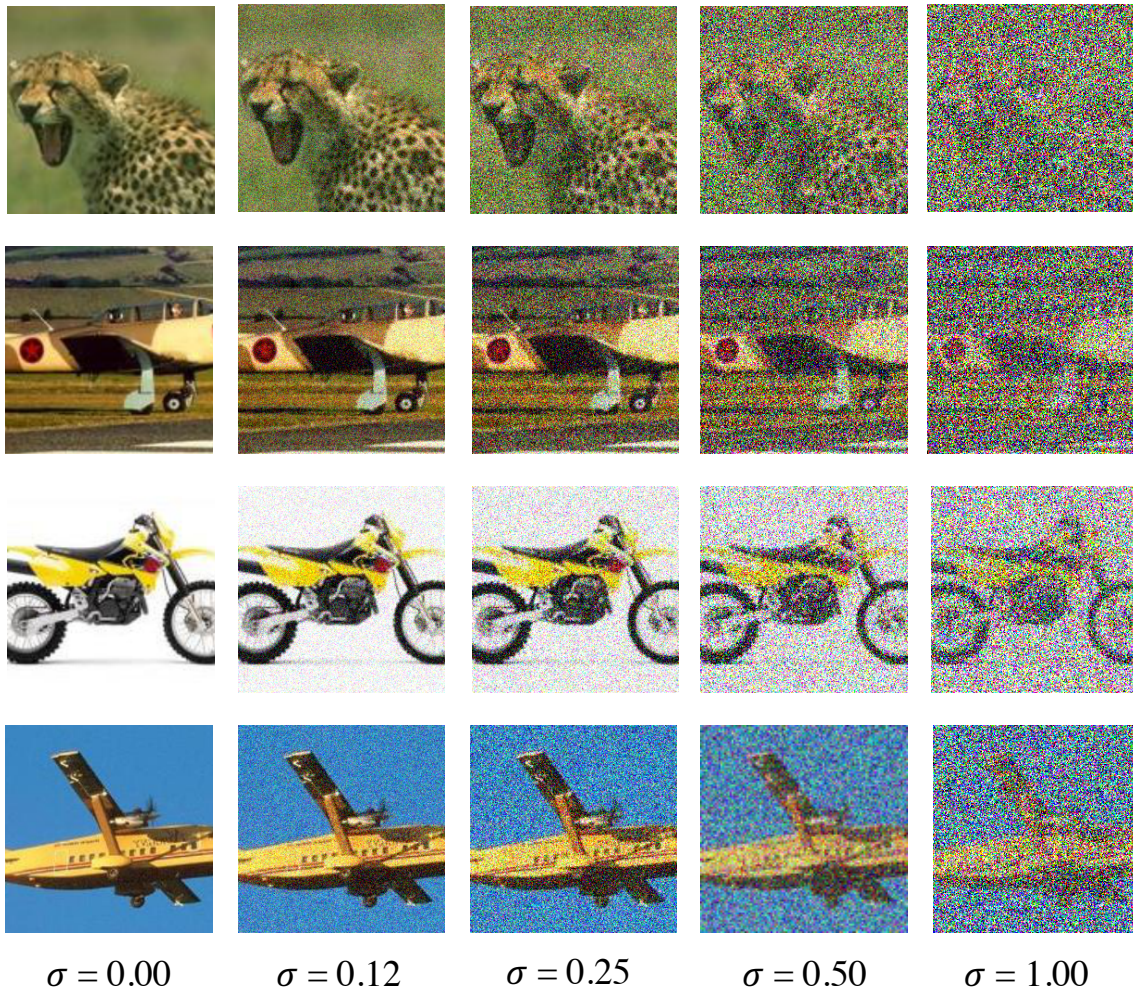 σ = 0.00 σ = 0.12 σ = 0.25 σ = 0.50 σ = 1.00